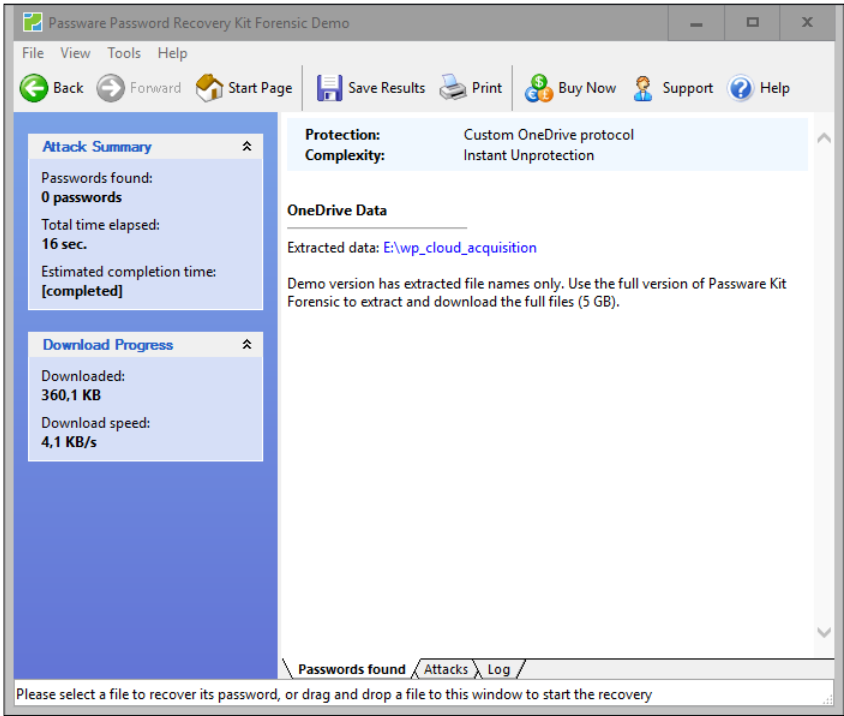 Passware Password Recovery Kit Forensic Demo
File View Tools Help
Back Forward Start Page Save Results Print Buy Now Support Help
Attack Summary
Passwords found:
0 passwords
Total time elapsed:
16 sec.
Estimated completion time:
[completed]
Download Progress
Downloaded:
360,1 KB
Download speed:
4,1 KB/s
Protection: Custom OneDrive protocol
Complexity: Instant Unprotection
OneDrive Data
Extracted data: E:\wp_cloud_acquisition
Demo version has extracted file names only. Use the full version of Passware Kit
Forensic to extract and download the full files (5 GB).
Passwords found Attacks Log
Please select a file to recover its password, or drag and drop a file to this window to start the recovery